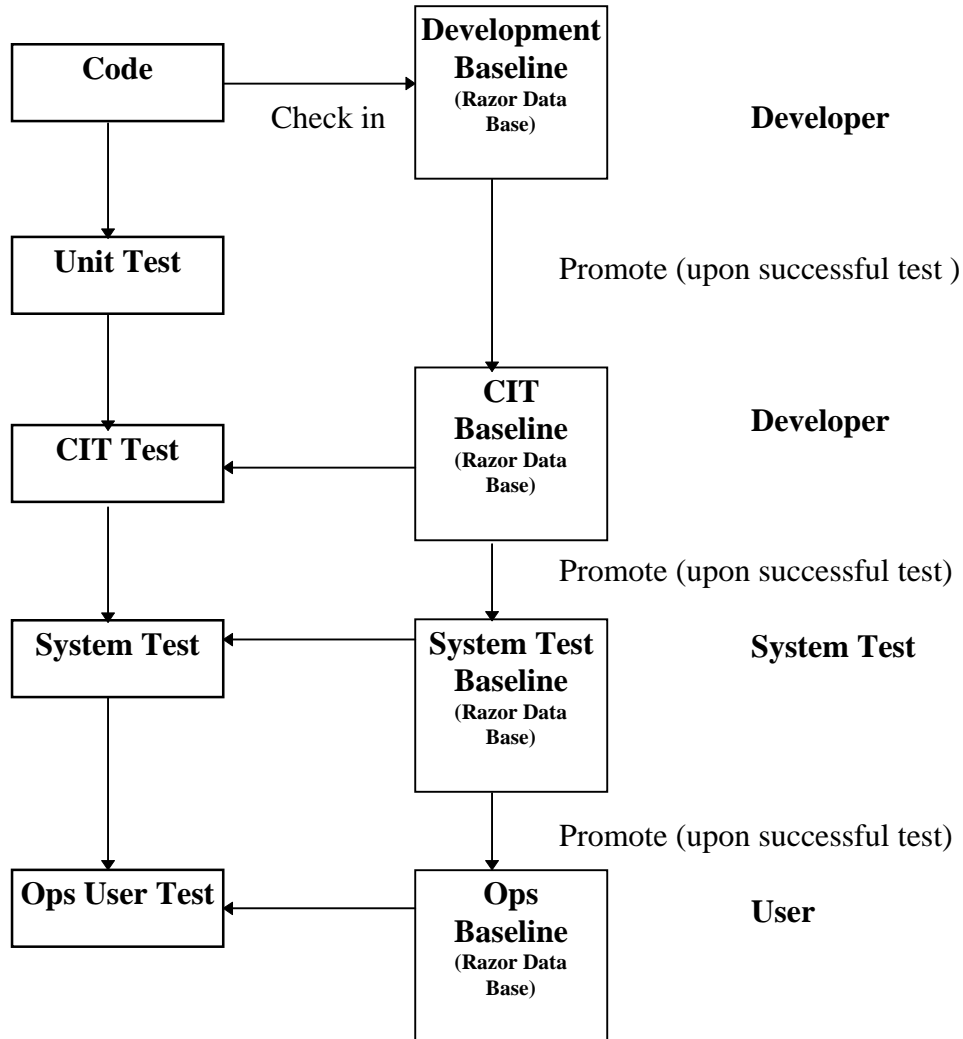 Code
Development
Baseline
(Razor Data
Base)
Check in
Developer
Unit Test
Promote (upon successful test )
CIT Test
CIT
Baseline
(Razor Data
Base)
Developer
Promote (upon successful test)
System Test
System Test
Baseline
(Razor Data
Base)
System Test
Promote (upon successful test)
Ops User Test
Ops
Baseline
(Razor Data
Base)
User